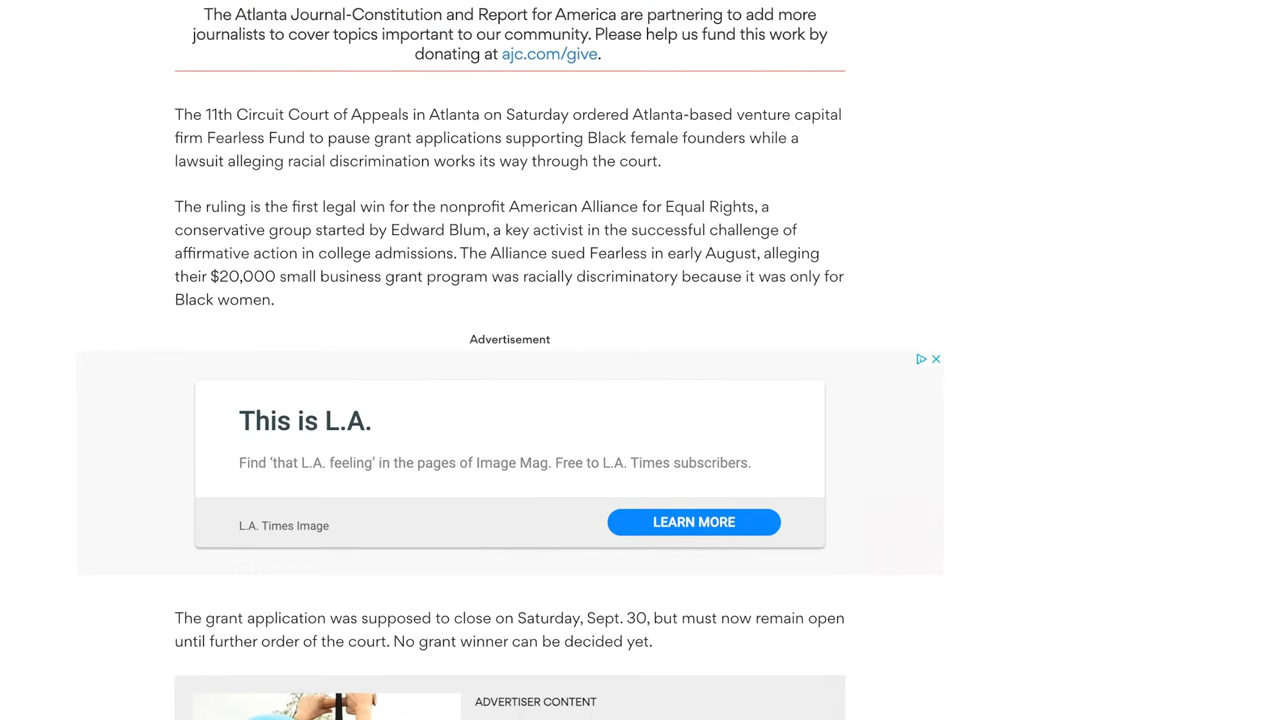 The Atlanta Journal-Constitution and Report for America are partnering to add more
journalists to cover topics important to our community. Please help us fund this work by
donating at ajc.com/give.
The 11th Circuit Court of Appeals in Atlanta on Saturday ordered Atlanta-based venture capital
firm Fearless Fund to pause grant applications supporting Black female founders while a
lawsuit alleging racial discrimination works its way through the court.
The ruling is the first legal win for the nonprofit American Alliance for Equal Rights, a
conservative group started by Edward Blum, a key activist in the successful challenge of
affirmative action in college admissions. The Alliance sued Fearless in early August, alleging
their $20,000 small business grant program was racially discriminatory because it was only for
Black women.
Advertisement
This is L.A.
Find ‘that L.A. feeling’ in the pages of Image Mag. Free to L.A. Times subscribers.
L.A. Times Image
LEARN MORE
The grant application was supposed to close on Saturday, Sept. 30, but must now remain open
until further order of the court. No grant winner can be decided yet.
ADVERTISER CONTENT